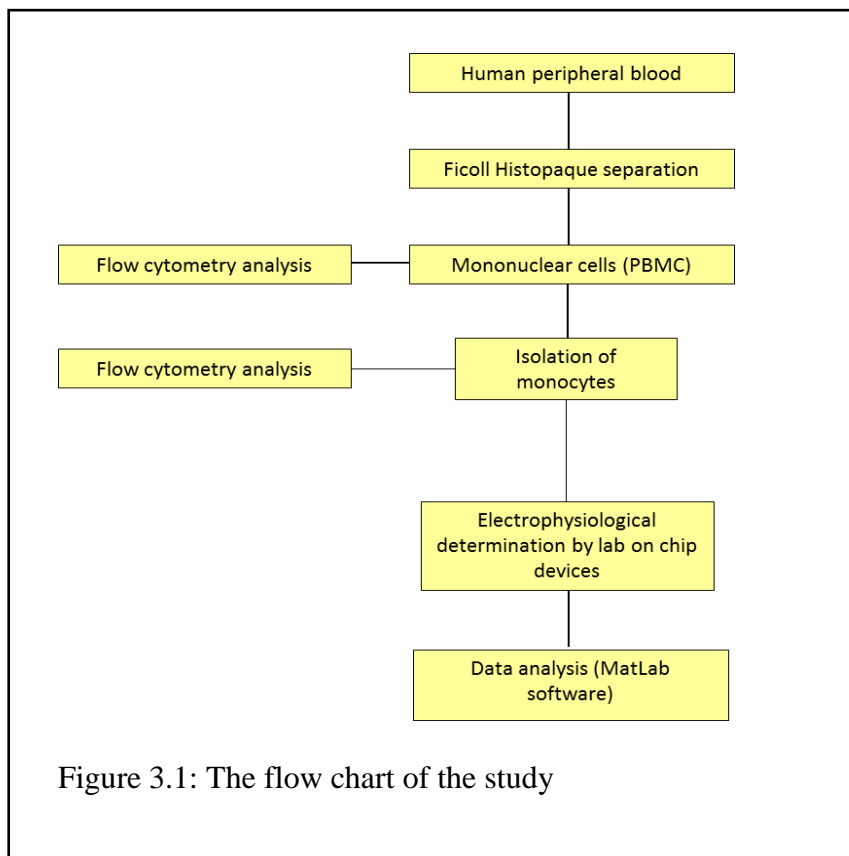 Human peripheral blood
Ficoll Histopaque separation
Flow cytometry analysis
Mononuclear cells (PBMC)
Flow cytometry analysis
Isolation of
monocytes
Electrophysiological
determination by lab on chip
devices
Data analysis (MatLab
software)
Figure 3.1: The flow chart of the study